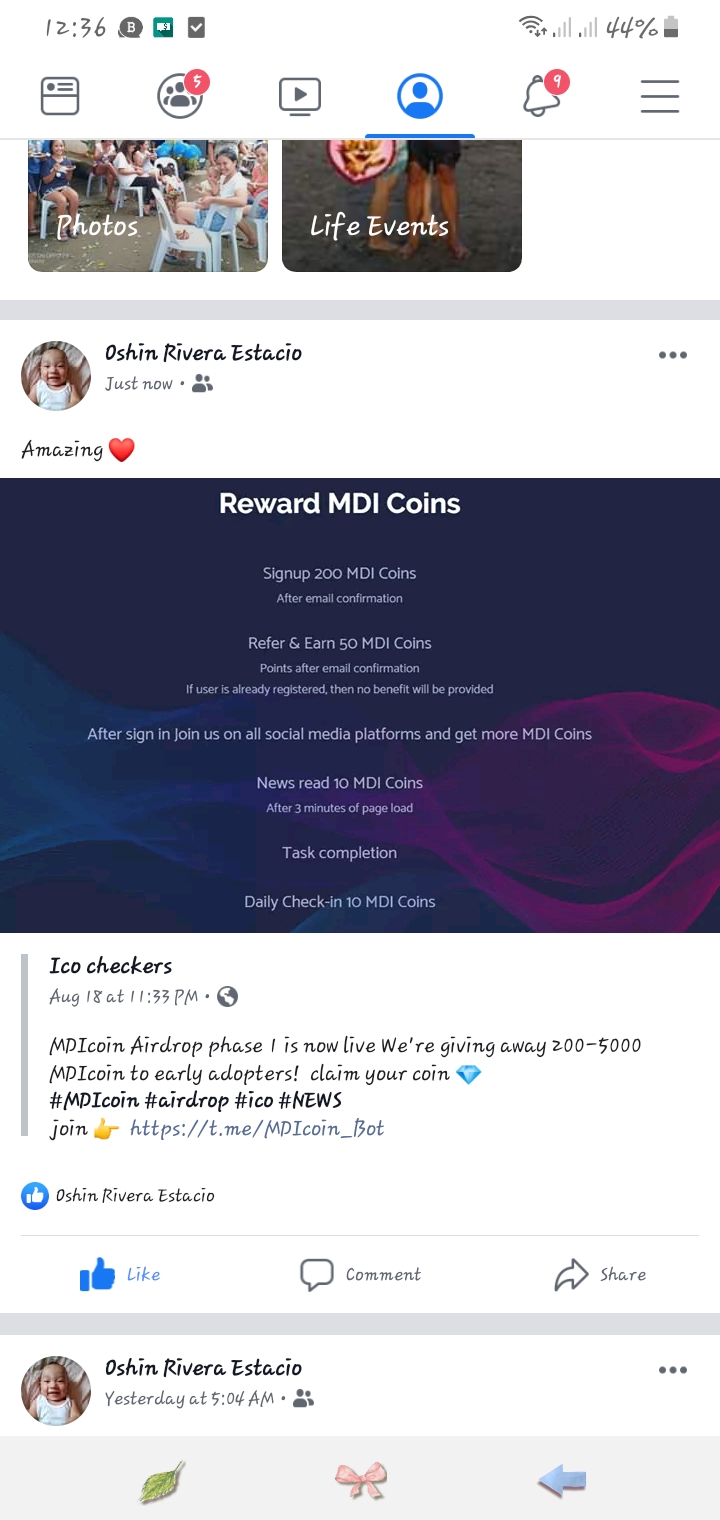 12:36
44%
5
9
Photos
Life Events
Oshin Rivera Estacio
Just now
Amazing ❤️
Reward MDI Coins
Signup 200 MDI Coins
After email confirmation
Refer & Earn 50 MDI Coins
Points after email confirmation
If user is already registered, then no benefit will be provided
After sign in Join us on all social media platforms and get more MDI Coins
News read 10 MDI Coins
After 3 minutes of page load
Task completion
Daily Check-in 10 MDI Coins
Ico checkers
Aug 18 at 11:33 PM
MDIcoin Airdrop phase 1 is now live We're giving away 200-5000
MDIcoin to early adopters! claim your coin 💎
#MDIcoin #airdrop #ico #NEWS
join 👉 https://t.me/MDIcoin_Bot
Oshin Rivera Estacio
Like
Comment
Share
Oshin Rivera Estacio
Yesterday at 5:04 AM